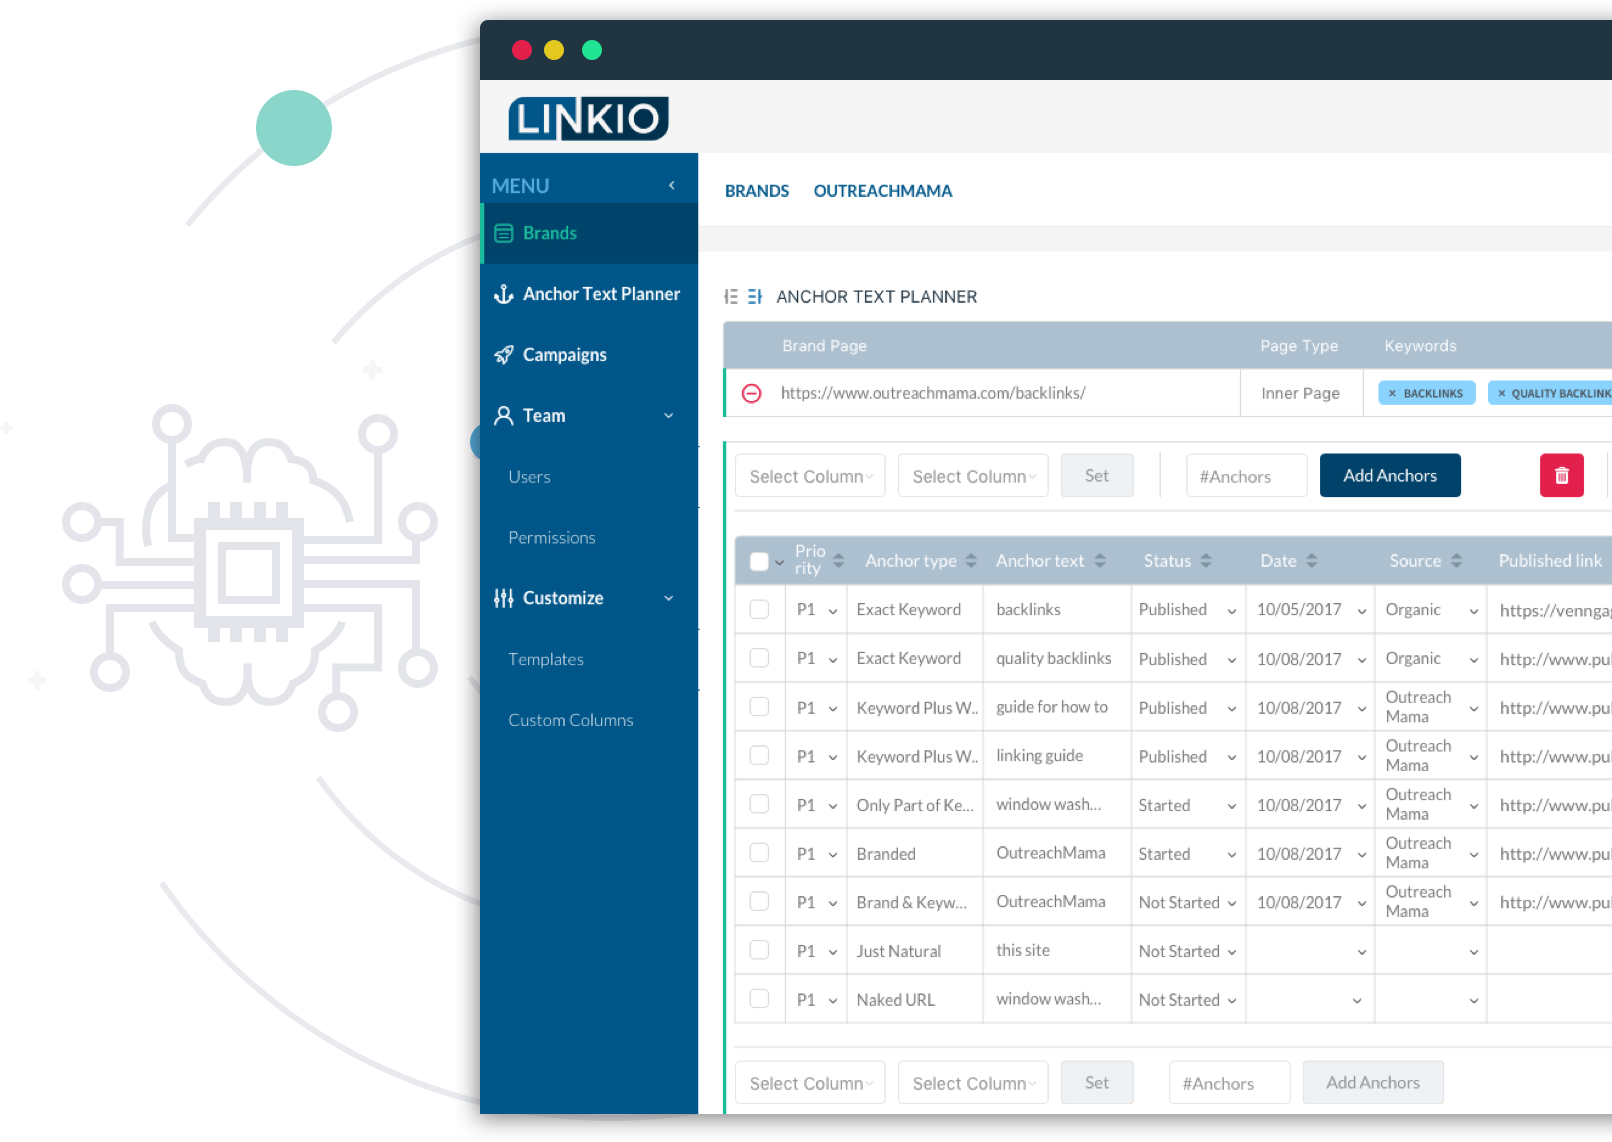 LINKIO
MENU
Brands
Anchor Text Planner
Campaigns
Team
Users
Permissions
Customize
Templates
Custom Columns
BRANDS OUTREACHMAMA
ANCHOR TEXT PLANNER
Brand Page Page Type Keywords
https://www.outreachmama.com/backlinks/ Inner Page × BACKLINKS × QUALITY BACKLINK
Select Column Select Column Set #Anchors Add Anchors
Prio
rity Anchor type Anchor text Status Date Source Published link
P1 Exact Keyword backlinks Published 10/05/2017 Organic https://vennga
P1 Exact Keyword quality backlinks Published 10/08/2017 Organic http://www.pu
P1 Keyword Plus W.. guide for how to Published 10/08/2017 Outreach
Mama http://www.pu
P1 Keyword Plus W.. linking guide Published 10/08/2017 Outreach
Mama http://www.pu
P1 Only Part of Ke... window wash... Started 10/08/2017 Outreach
Mama http://www.pu
P1 Branded OutreachMama Started 10/08/2017 Outreach
Mama http://www.pu
P1 Brand & Keyw... OutreachMama Not Started 10/08/2017 Outreach
Mama http://www.pu
P1 Just Natural this site Not Started
P1 Naked URL window wash... Not Started
Select Column Select Column Set #Anchors Add Anchors